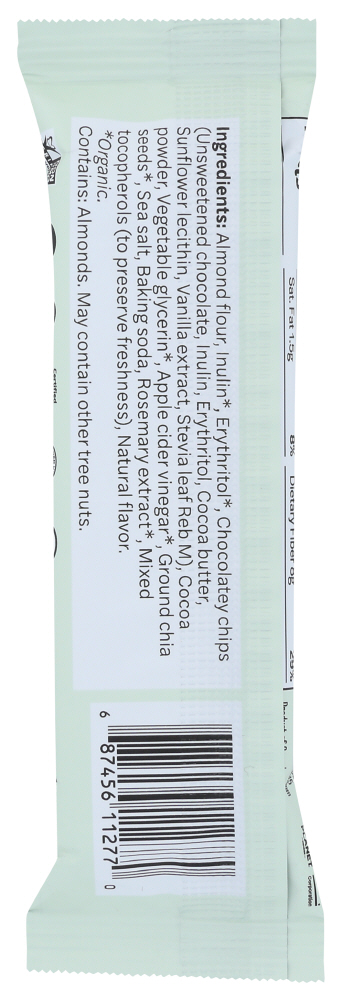 Sat. Fat 1.5g 8% Dietary Fiber 8g 29%
Ingredients: Almond flour, Inulin*, Erythritol*, Chocolatey chips
(Unsweetened chocolate, Inulin, Erythritol, Cocoa butter,
Sunflower lecithin, Vanilla extract, Stevia leaf Reb M), Cocoa
powder, Vegetable glycerin*, Apple cider vinegar*, Ground chia
seeds*, Sea salt, Baking soda, Rosemary extract*, Mixed
tocopherols (to preserve freshness), Natural flavor.
*Organic.
Contains: Almonds. May contain other tree nuts.
6 87456 11277 0
Certified
PLANET
Corporation